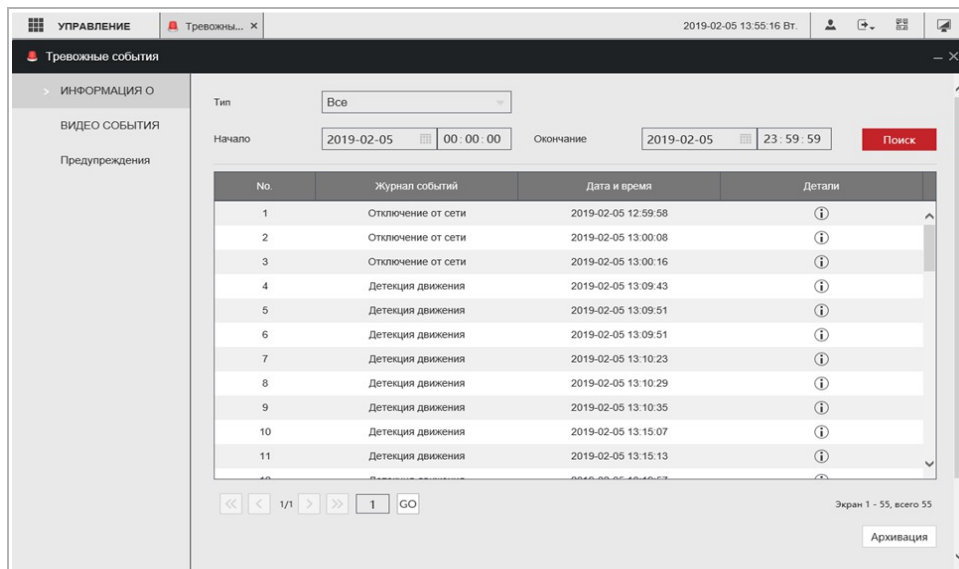 УПРАВЛЕНИЕ Тревожны... × 2019-02-05 13:55:16 Вт.
Тревожные события
ИНФОРМАЦИЯ О
ВИДЕО СОБЫТИЯ
Предупреждения
Тип Все
Начало 2019-02-05 00:00:00 Окончание 2019-02-05 23:59:59 Поиск
No. Журнал событий Дата и время Детали
1 Отключение от сети 2019-02-05 12:59:58
2 Отключение от сети 2019-02-05 13:00:08
3 Отключение от сети 2019-02-05 13:00:16
4 Детекция движения 2019-02-05 13:09:43
5 Детекция движения 2019-02-05 13:09:51
6 Детекция движения 2019-02-05 13:09:51
7 Детекция движения 2019-02-05 13:10:23
8 Детекция движения 2019-02-05 13:10:29
9 Детекция движения 2019-02-05 13:10:35
10 Детекция движения 2019-02-05 13:15:07
11 Детекция движения 2019-02-05 13:15:13
1/1 1 GO Экран 1 - 55, всего 55
Архивация